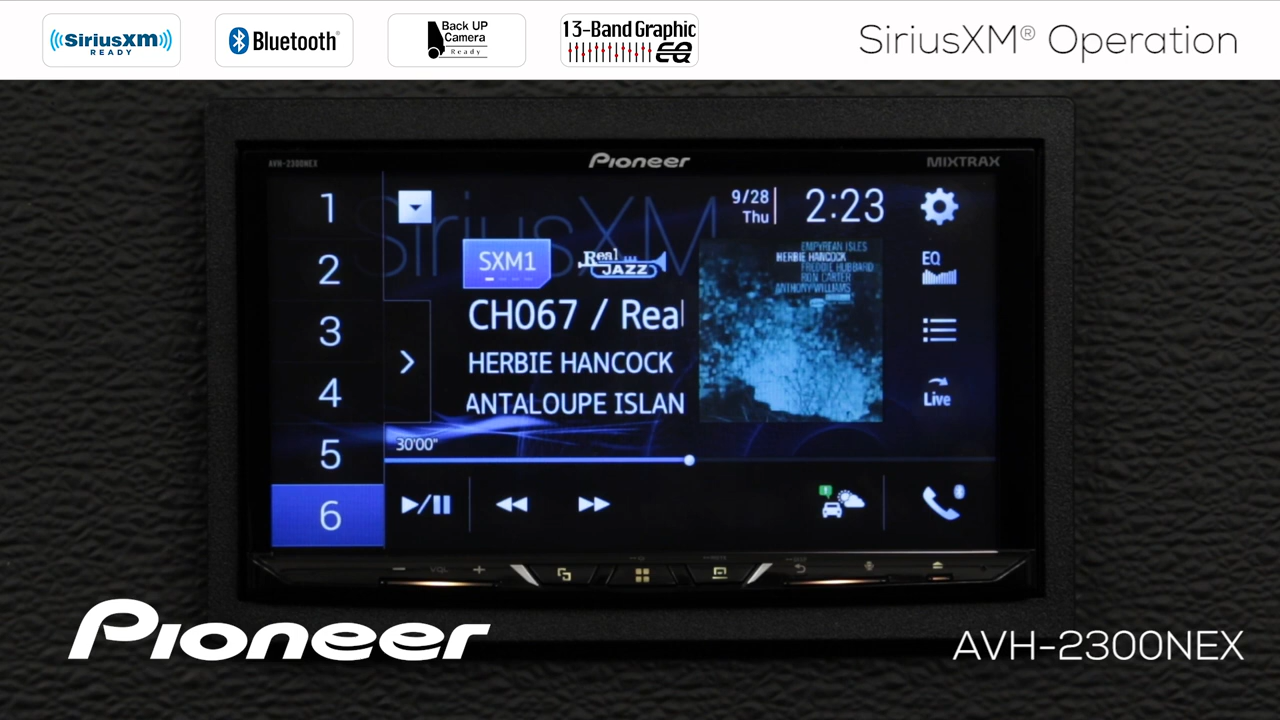 SiriusXM
READY
Bluetooth®
Back UP
Camera
Ready
13-Band Graphic
EQ
SiriusXM® Operation
AVH-2300NEX
Pioneer
MIXTRAX
1
2
3
4
5
6
SiriusXM
9/28
Thu
2:23
SXM1
Real
JAZZ
CH067 / Real
HERBIE HANCOCK
ANTALOUPE ISLAN
30'00"
EMPYREAN ISLES
HERBIE HANCOCK
FREDDIE HUBBARD
RON CARTER
ANTHONY WILLIAMS
EQ
Live
VOL
Pioneer
AVH-2300NEX